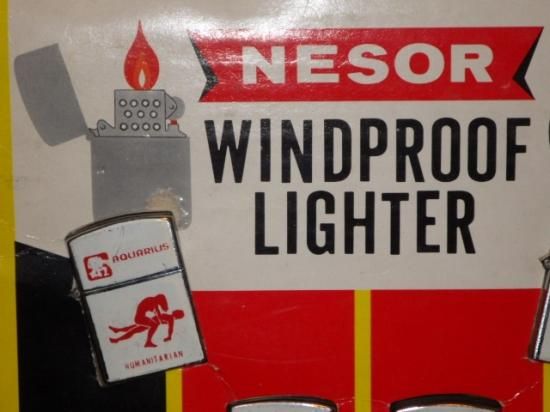 NESOR
WINDPROOF
LIGHTER
AQUARIUS
HUMANITARIAN